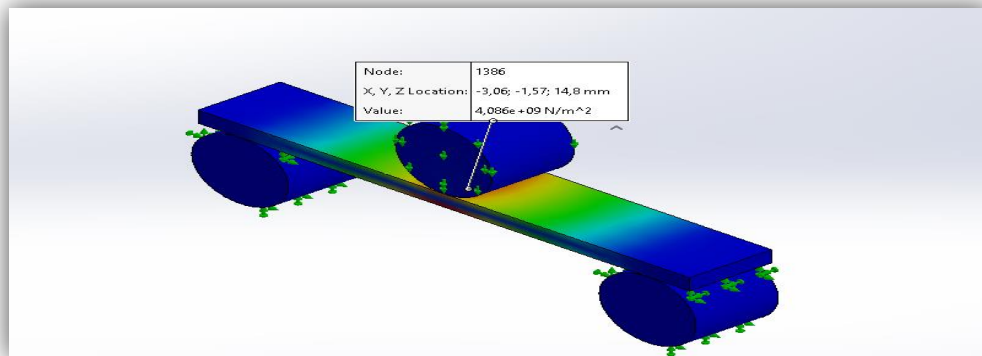 Node: 1386
X, Y, Z Location: -3,06; -1,57; 14,8 mm
Value: 4,086e+09 N/m^2